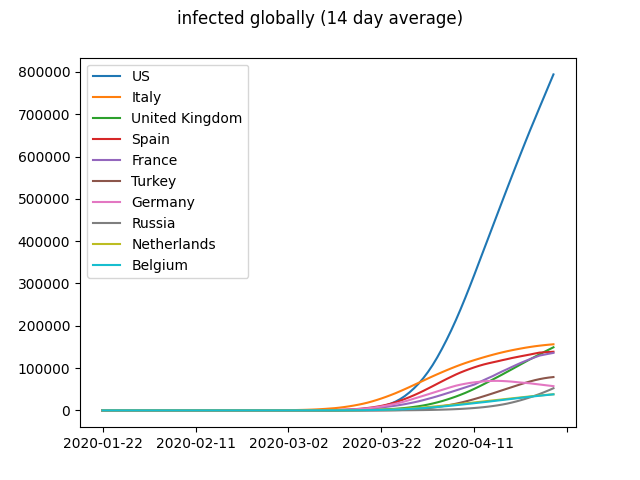 infected globally (14 day average)
US
Italy
United Kingdom
Spain
France
Turkey
Germany
Russia
Netherlands
Belgium
800000
700000
600000
500000
400000
300000
200000
100000
0
2020-01-22 2020-02-11 2020-03-02 2020-03-22 2020-04-11